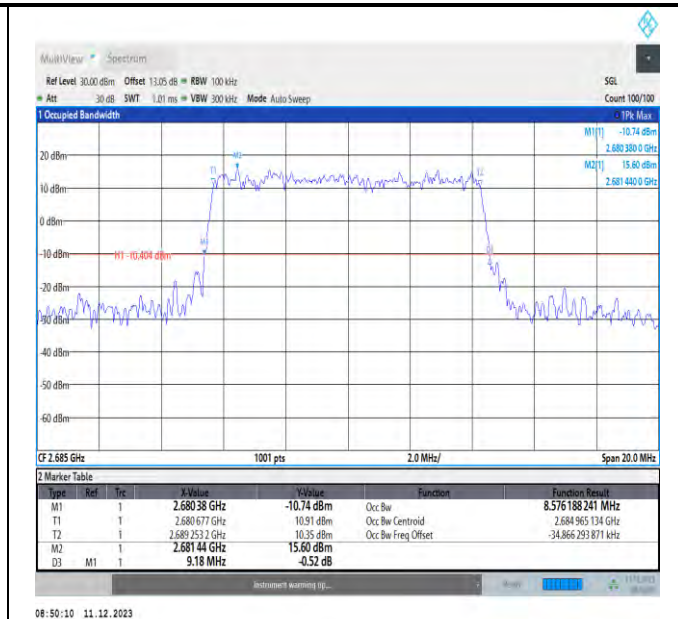 MultiView Spectrum
Ref Level 30.00 dBm Offset 13.05 dB RBW 100 kHz SGL
Att 30 dB SWT 1.01 ms VBW 300 kHz Mode Auto Sweep Count 100/100
1 Occupied Bandwidth 1Pk Max
M1[1] -10.74 dBm
2.680 380 0 GHz
M2[1] 15.60 dBm
2.681 440 0 GHz
20 dBm
M2
T1 T2
10 dBm
0 dBm
M1
D3
-10 dBm H1 -10.404 dBm
-20 dBm
-30 dBm
-40 dBm
-50 dBm
-60 dBm
CF 2.685 GHz 1001 pts 2.0 MHz/ Span 20.0 MHz
2 Marker Table
Type Ref Trc X-Value Y-Value Function Function Result
M1 1 2.680 38 GHz -10.74 dBm Occ Bw 8.576 188 241 MHz
T1 1 2.680 677 GHz 10.91 dBm Occ Bw Centroid 2.684 965 134 GHz
T2 1 2.689 253 2 GHz 10.35 dBm Occ Bw Freq Offset -34.866 293 871 kHz
M2 1 2.681 44 GHz 15.60 dBm
D3 M1 1 9.18 MHz -0.52 dB
Instrument warming up...
08:50:10 11.12.2023